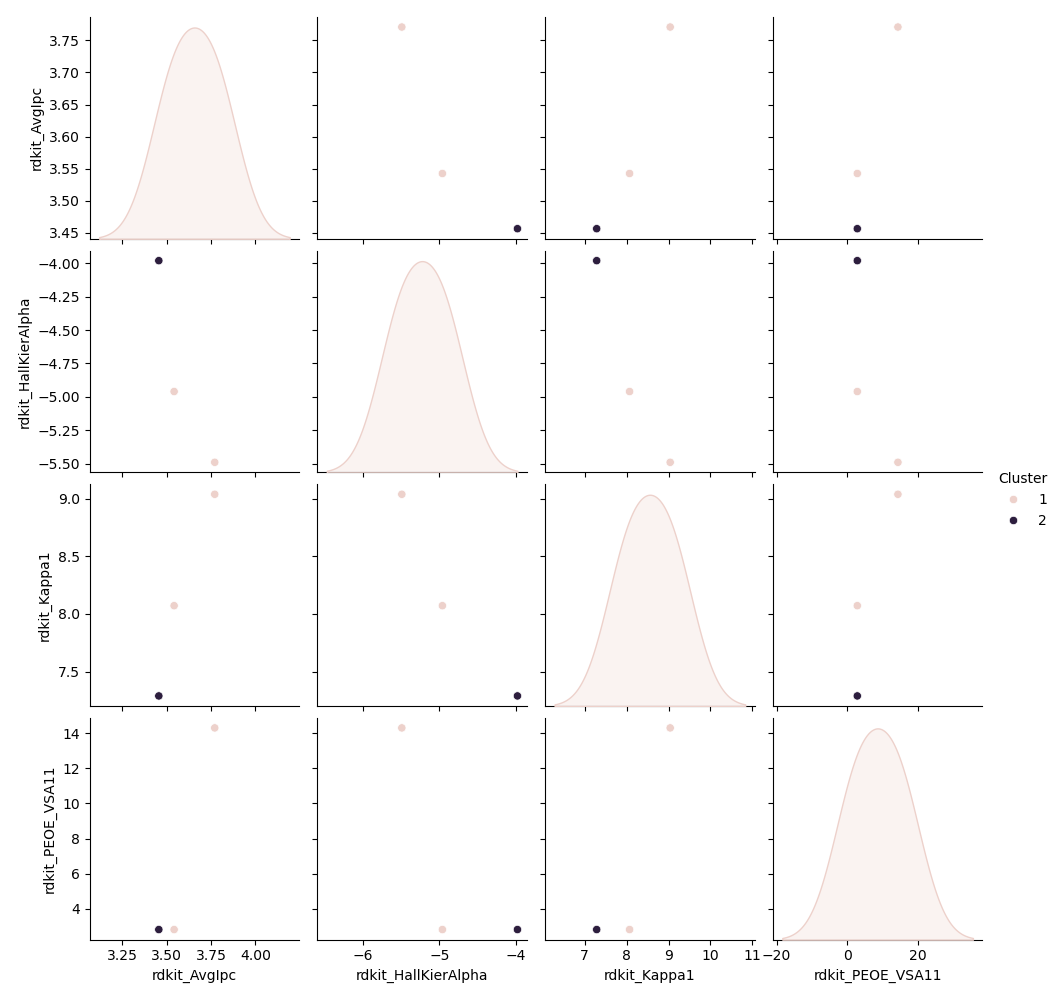 3.75
3.70
3.65
3.60
3.55
3.50
3.45
rdkit_AvgIpc
−4.00
−4.25
−4.50
−4.75
−5.00
−5.25
−5.50
rdkit_HallKierAlpha
9.0
8.5
8.0
7.5
rdkit_Kappa1
14
12
10
8
6
4
rdkit_PEOE_VSA11
3.25 3.50 3.75 4.00
rdkit_AvgIpc
−6 −5 −4
rdkit_HallKierAlpha
7 8 9 10 11
rdkit_Kappa1
−20 0 20
rdkit_PEOE_VSA11
Cluster
1
2